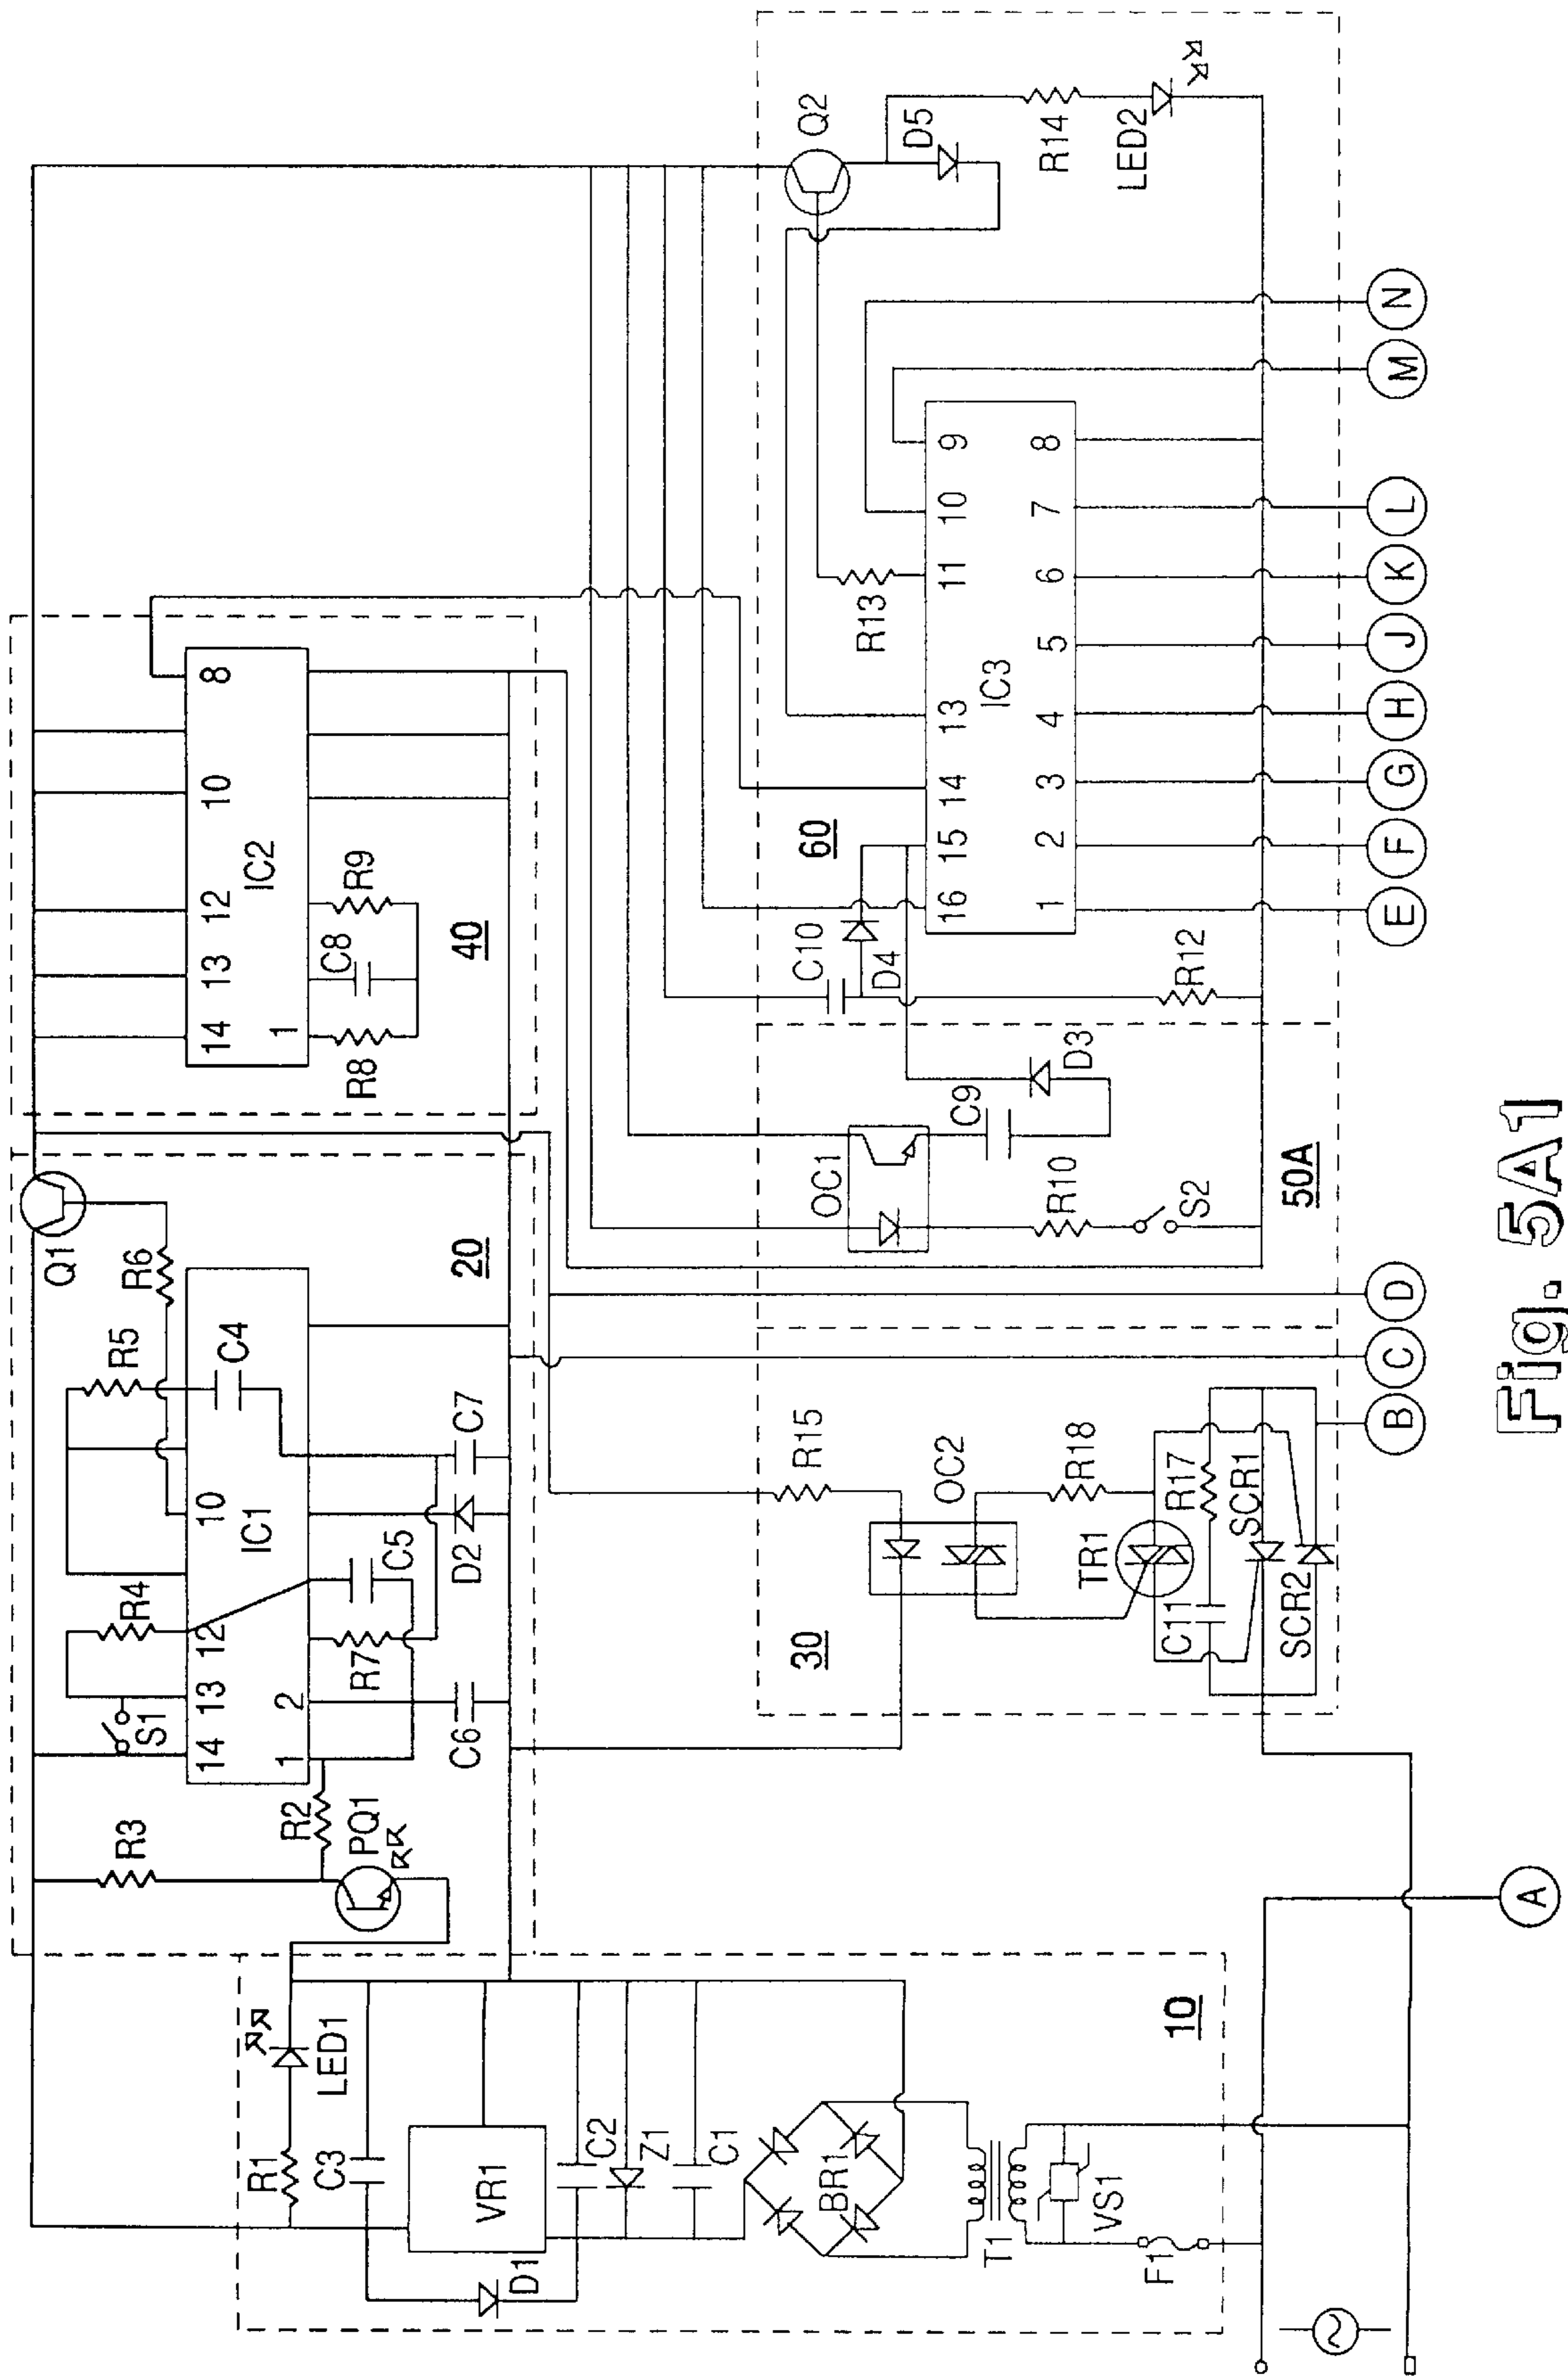 Q1
R6
R5
C4
R4
S1
14
13
12
10
IC1
1
2
R3
R2
PQ1
R7
C5
D2
C7
C6
20
14
13
12
10
8
IC2
1
R8
C8
R9
40
R1
LED1
C3
VR1
D1
C2
Z1
C1
BR1
T1
VS1
F1
10
R15
OC2
30
R18
TR1
C11
R17
SCR1
SCR2
OC1
C9
D3
R10
S2
50A
60
C10
D4
R12
16
15
14
13
11
10
9
IC3
R13
1
2
3
4
5
6
7
8
Q2
D5
R14
LED2
A
B
C
D
E
F
G
H
J
K
L
M
N
Fig. 5A1